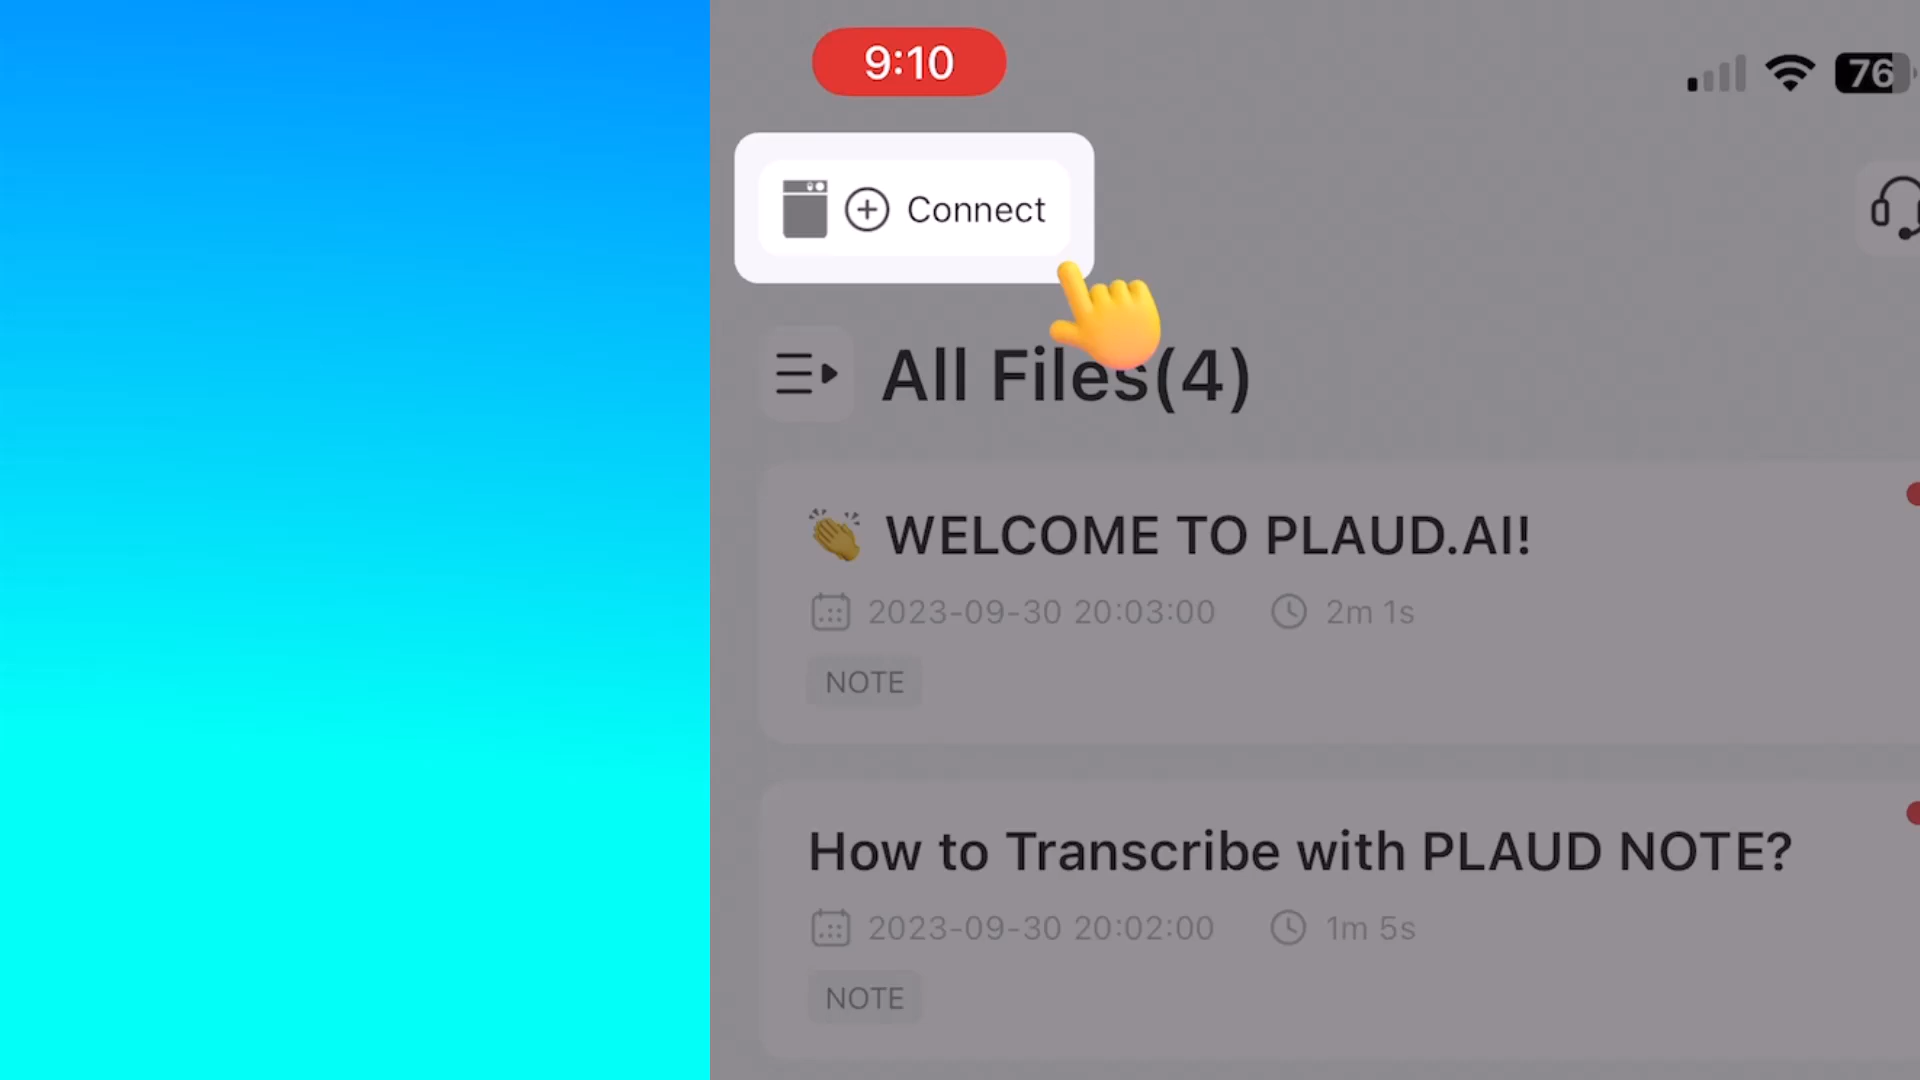 9:10
76
Connect
All Files(4)
WELCOME TO PLAUD.AI!
2023-09-30 20:03:00 2m 1s
NOTE
How to Transcribe with PLAUD NOTE?
2023-09-30 20:02:00 1m 5s
NOTE